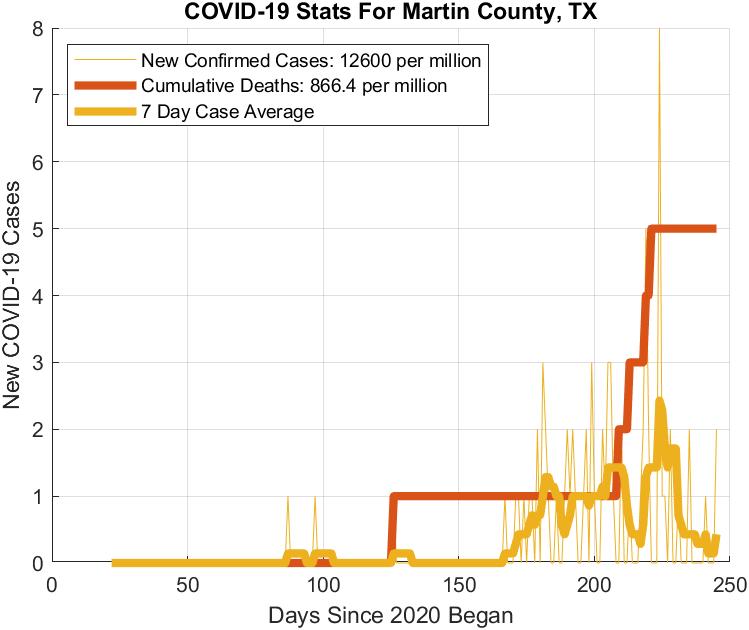 COVID-19 Stats For Martin County, TX
New Confirmed Cases: 12600 per million
Cumulative Deaths: 866.4 per million
7 Day Case Average
New COVID-19 Cases
8
7
6
5
4
3
2
1
0
0 50 100 150 200 250
Days Since 2020 Began